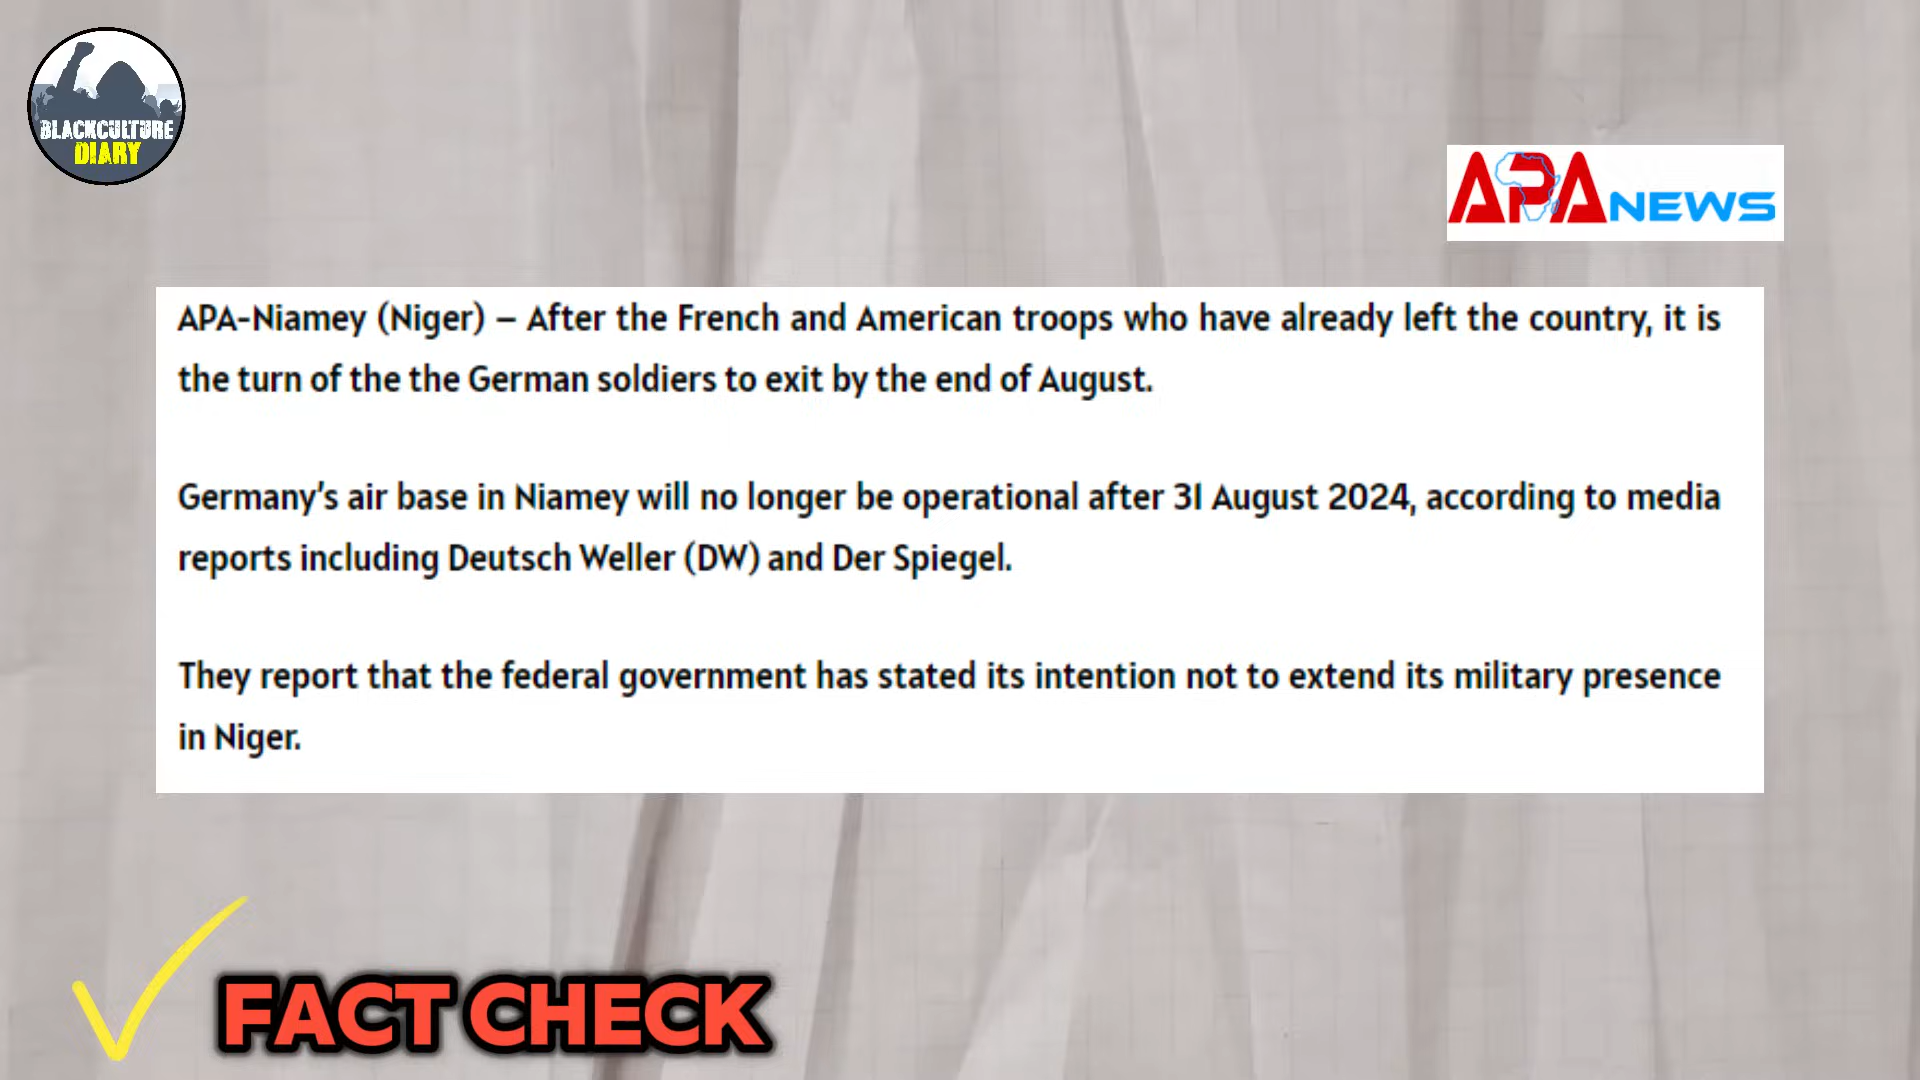 BLACKCULTURE
DIARY
APA NEWS
APA-Niamey (Niger) – After the French and American troops who have already left the country, it is
the turn of the the German soldiers to exit by the end of August.
Germany's air base in Niamey will no longer be operational after 31 August 2024, according to media
reports including Deutsch Weller (DW) and Der Spiegel.
They report that the federal government has stated its intention not to extend its military presence
in Niger.
FACT CHECK